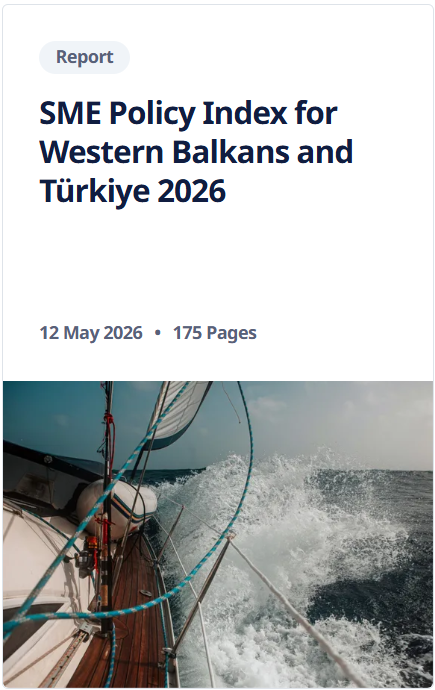 Report
SME Policy Index for
Western Balkans and
Türkiye 2026
12 May 2026 • 175 Pages